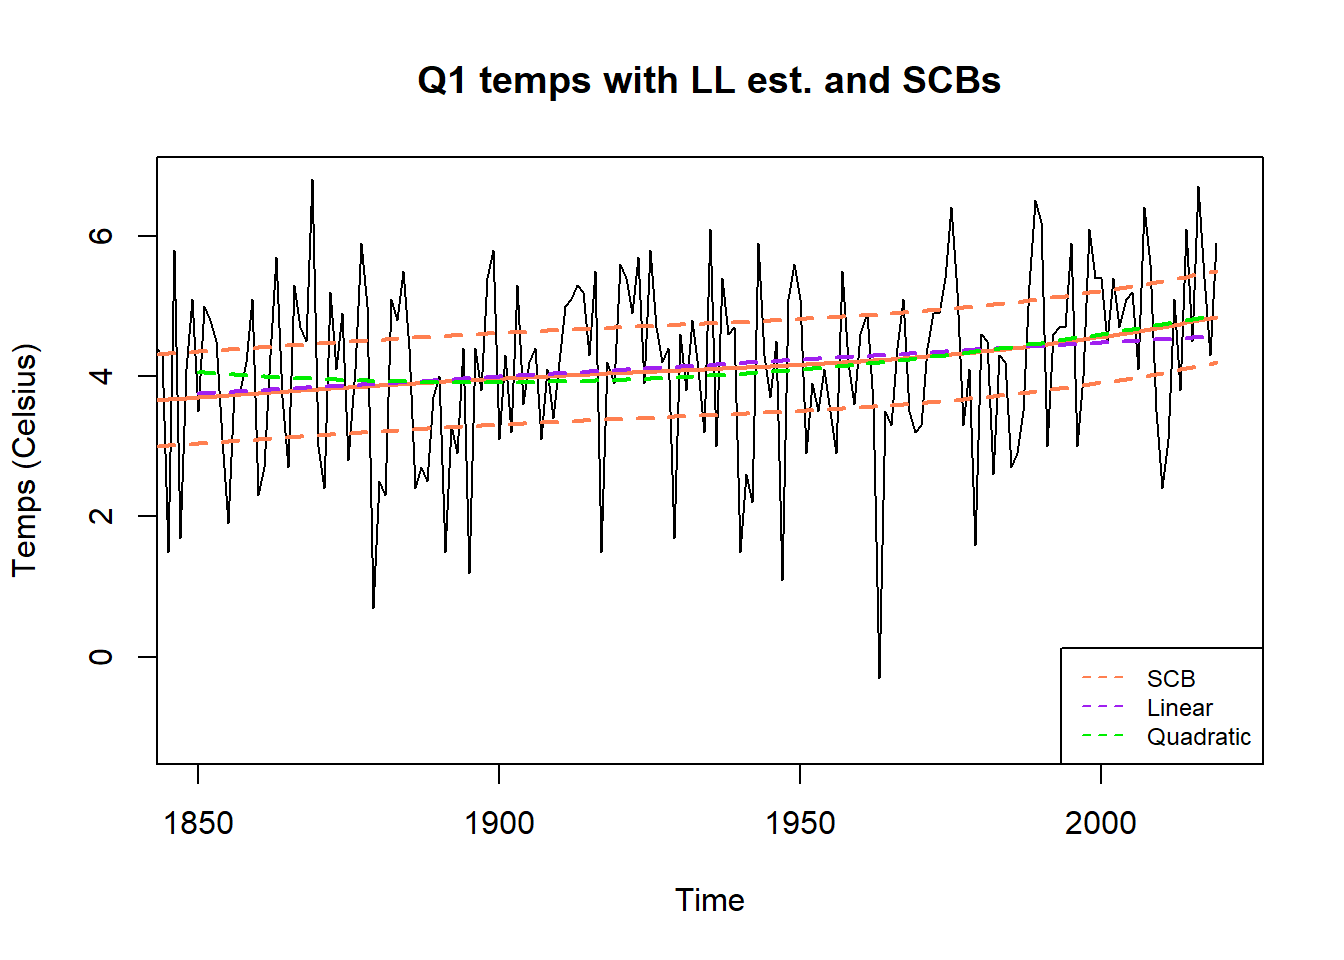 Q1 temps with LL est. and SCBs
Temps (Celsius)
6
4
2
0
SCB
Linear
Quadratic
1850 1900 1950 2000
Time